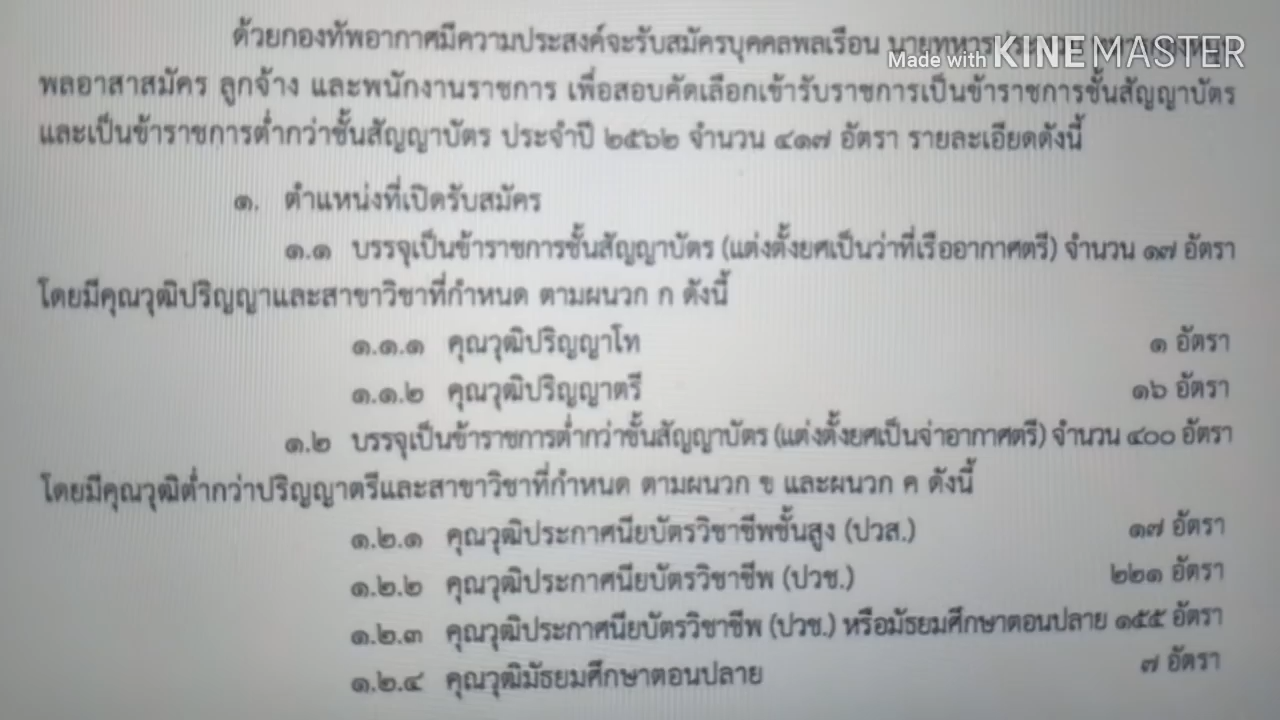 ด้วยกองทัพอากาศมีความประสงค์จะรับสมัครบุคคลพลเรือน นายทหาร
Made with KINEMASTER
พลอาสาสมัคร ลูกจ้าง และพนักงานราชการ เพื่อสอบคัดเลือกเข้ารับราชการเป็นข้าราชการชั้นสัญญาบัตร
และเป็นข้าราชการต่ำกว่าชั้นสัญญาบัตร ประจำปี ๒๕๖๒ จำนวน ๔๑๗ อัตรา รายละเอียดดังนี้
๑. ตำแหน่งที่เปิดรับสมัคร
๑.๑ บรรจุเป็นข้าราชการชั้นสัญญาบัตร (แต่งตั้งยศเป็นว่าที่เรืออากาศตรี) จำนวน ๑๗ อัตรา
โดยมีคุณวุฒิปริญญาและสาขาวิชาที่กำหนด ตามผนวก ก ดังนี้
๑.๑.๑ คุณวุฒิปริญญาโท ๑ อัตรา
๑.๑.๒ คุณวุฒิปริญญาตรี ๑๖ อัตรา
๑.๒ บรรจุเป็นข้าราชการต่ำกว่าชั้นสัญญาบัตร (แต่งตั้งยศเป็นจ่าอากาศตรี) จำนวน ๔๐๐ อัตรา
โดยมีคุณวุฒิต่ำกว่าปริญญาตรีและสาขาวิชาที่กำหนด ตามผนวก ข และผนวก ค ดังนี้
๑.๒.๑ คุณวุฒิประกาศนียบัตรวิชาชีพชั้นสูง (ปวส.) ๑๗ อัตรา
๑.๒.๒ คุณวุฒิประกาศนียบัตรวิชาชีพ (ปวช.) ๒๒๑ อัตรา
๑.๒.๓ คุณวุฒิประกาศนียบัตรวิชาชีพ (ปวช.) หรือมัธยมศึกษาตอนปลาย ๑๕๕ อัตรา
๑.๒.๔ คุณวุฒิมัธยมศึกษาตอนปลาย ๗ อัตรา